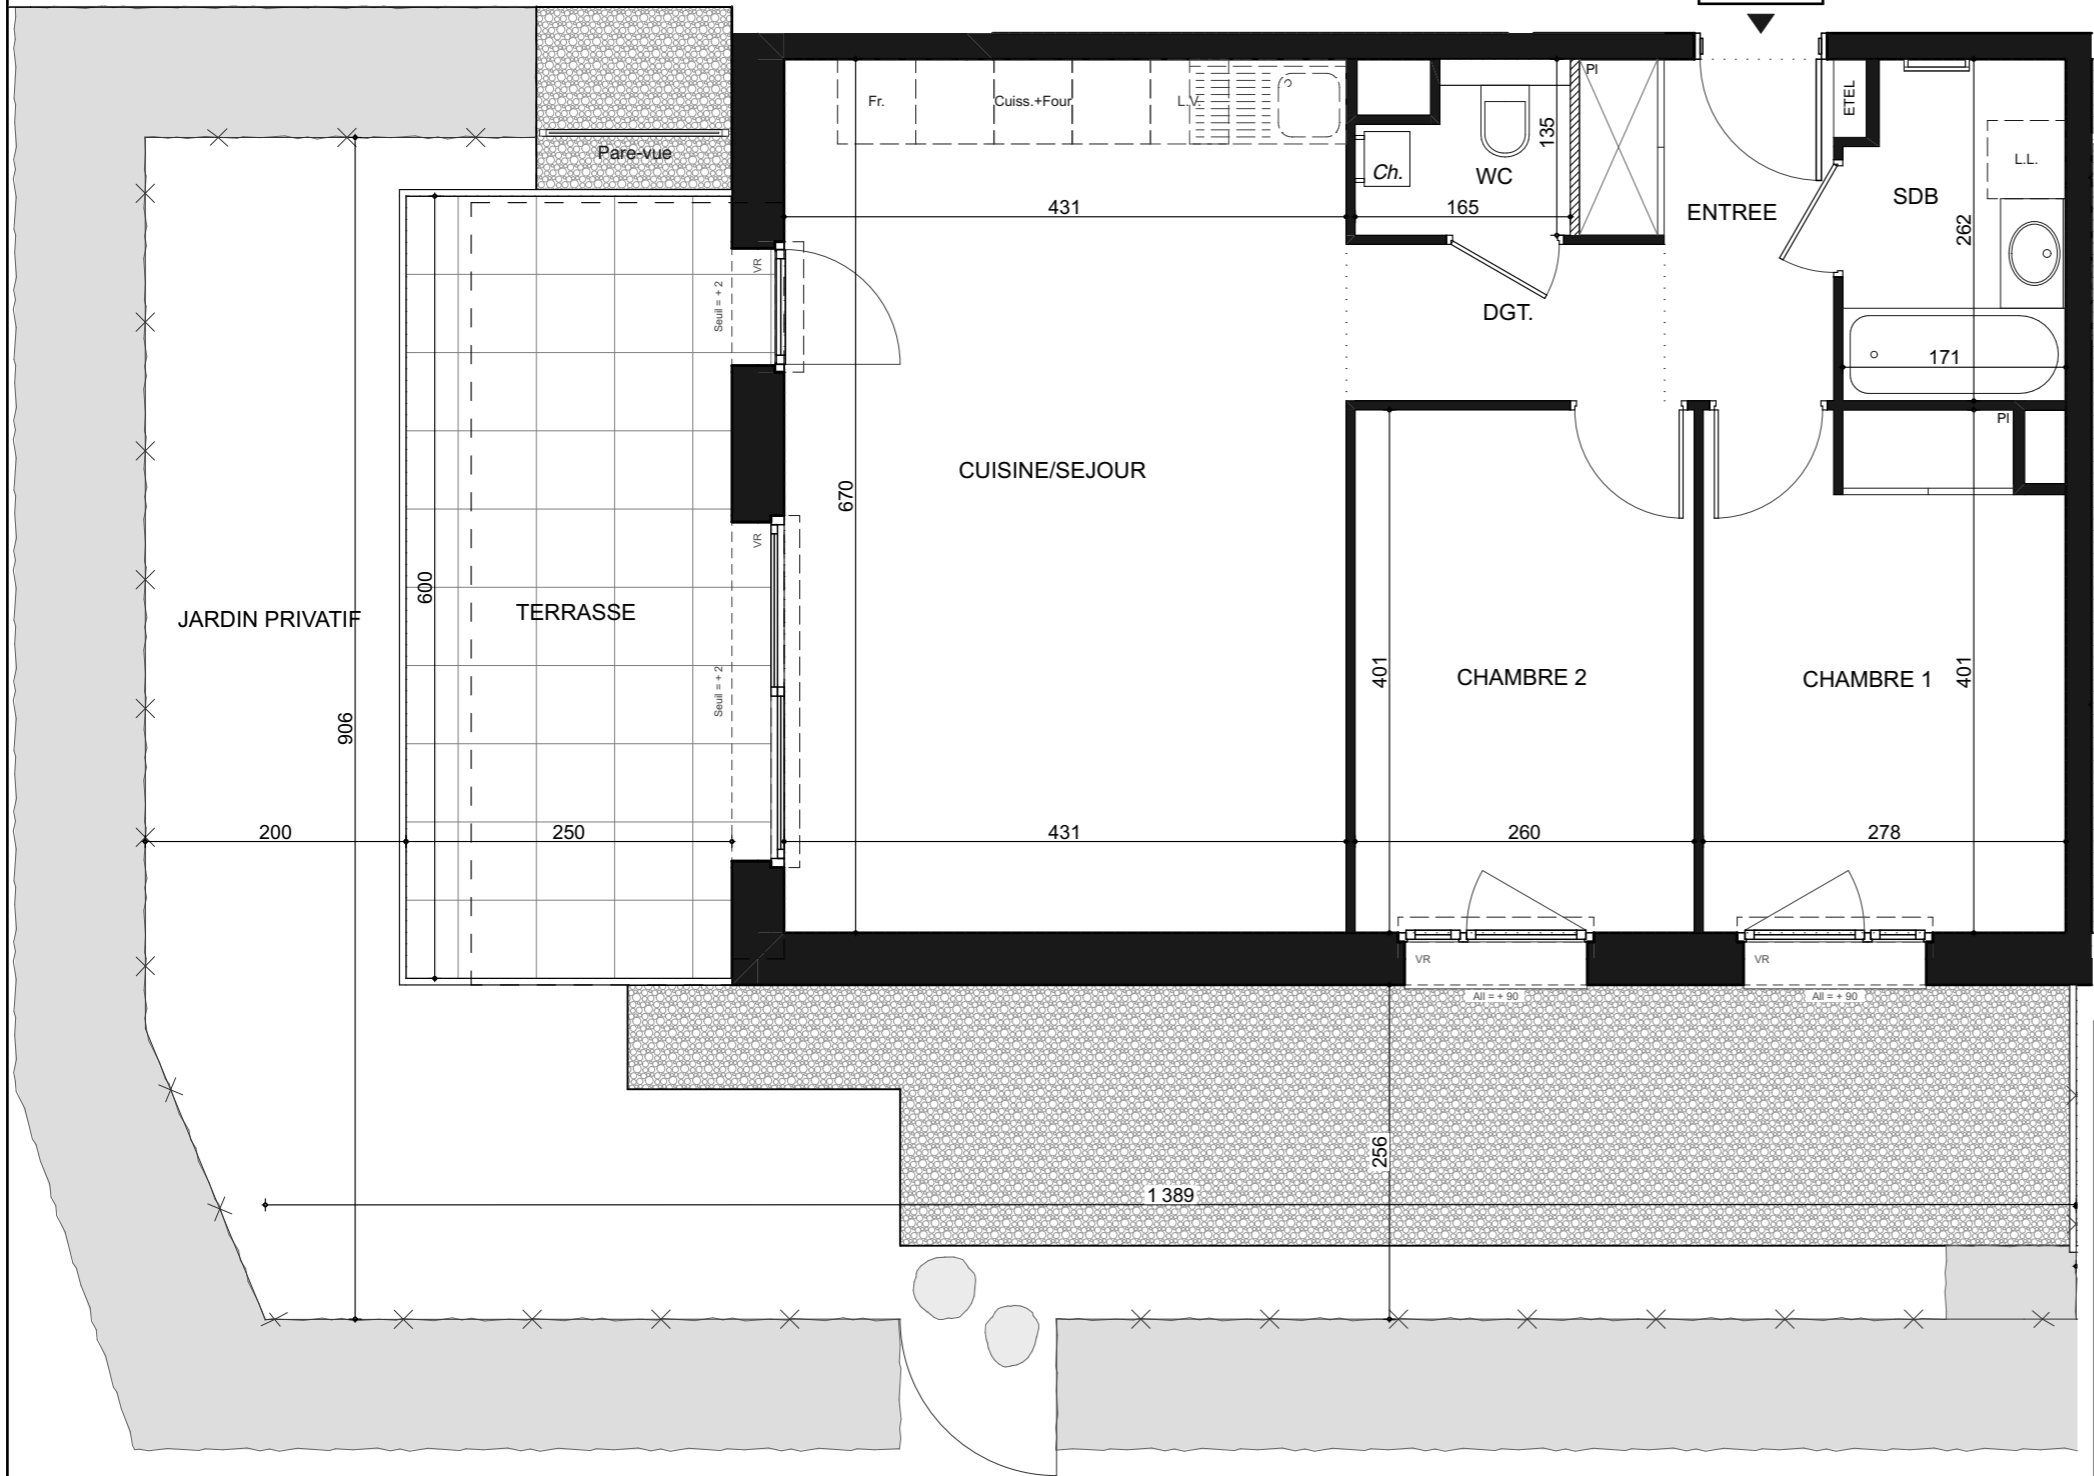 Pl
Fr.
Cuiss.+Four
L.V.
ETEL
135
Pare-vue
L.L.
Ch.
WC
SDB
431
165
ENTREE
262
VR
Seuil = + 2
DGT.
171
Pl
CUISINE/SEJOUR
670
VR
600
JARDIN PRIVATIF
TERRASSE
Seuil = + 2
401
CHAMBRE 2
CHAMBRE 1
401
906
200
250
431
260
278
VR
VR
All = + 90
All = + 90
256
1 389